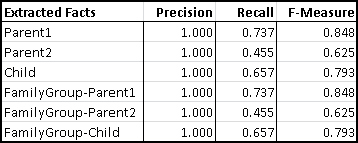 Extracted Facts Precision Recall F-Measure
Parent1 1.000 0.737 0.848
Parent2 1.000 0.455 0.625
Child 1.000 0.657 0.793
FamilyGroup-Parent1 1.000 0.737 0.848
FamilyGroup-Parent2 1.000 0.455 0.625
FamilyGroup-Child 1.000 0.657 0.793